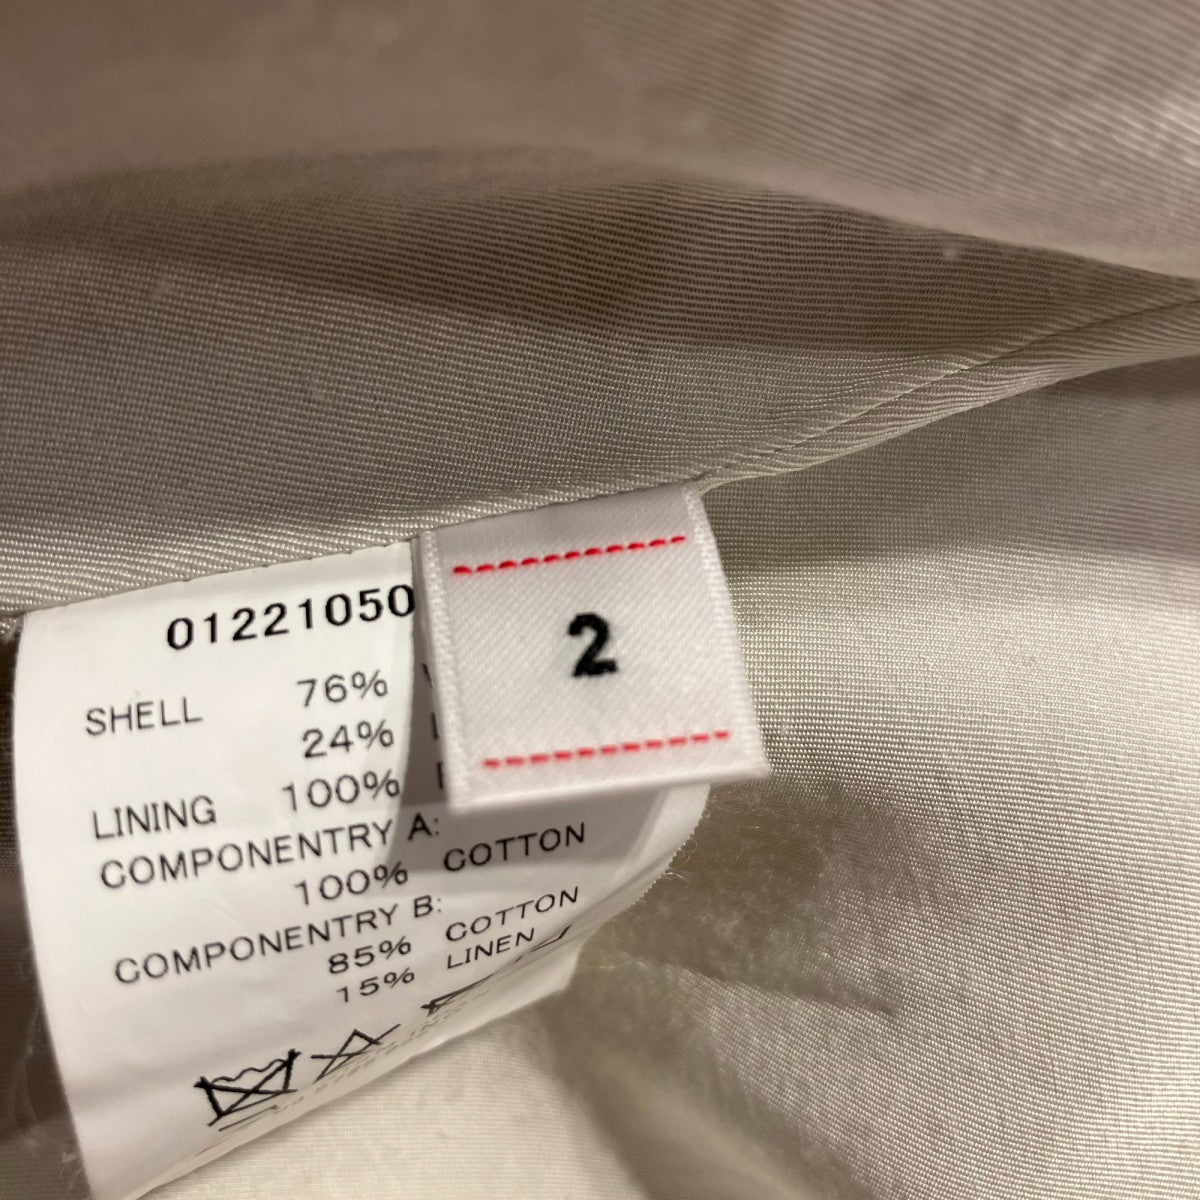 01221050
2
SHELL 76%
24%
LINING 100%
COMPONENTRY A:
100% COTTON
COMPONENTRY B:
85% COTTON
15% LINEN